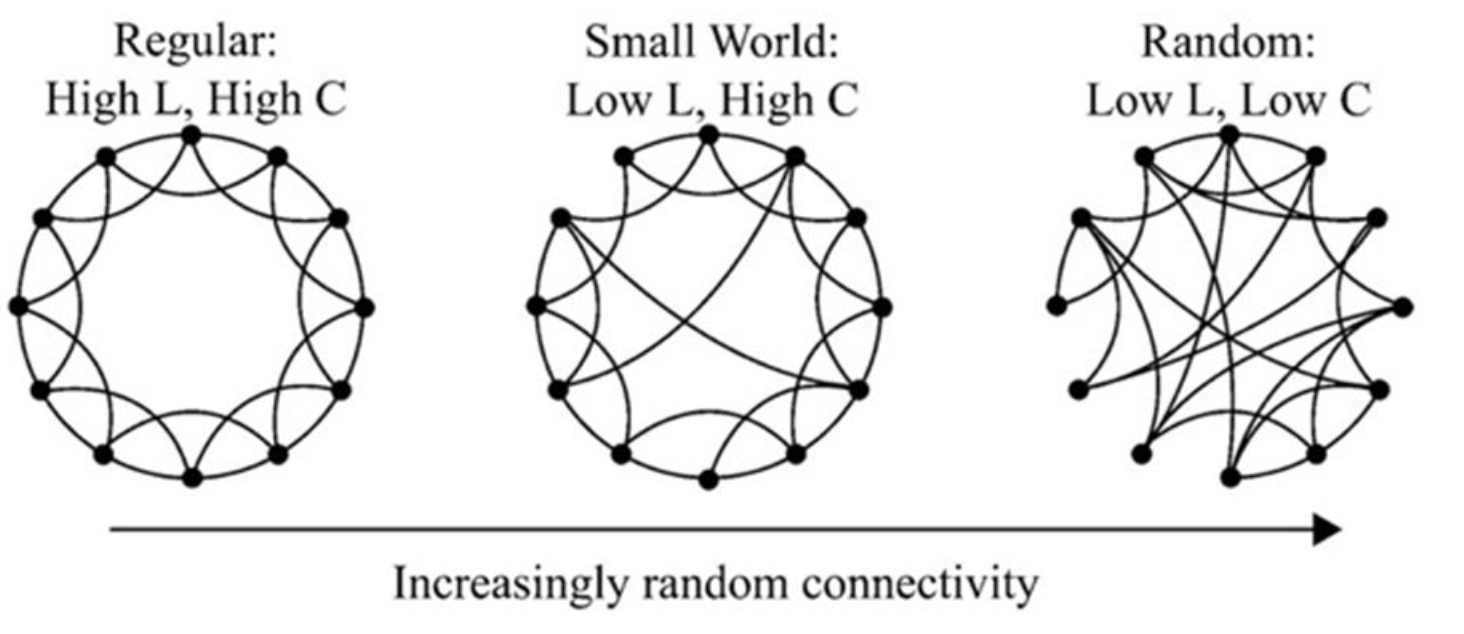 Regular:
High L, High C
Small World:
Low L, High C
Random:
Low L, Low C
Increasingly random connectivity